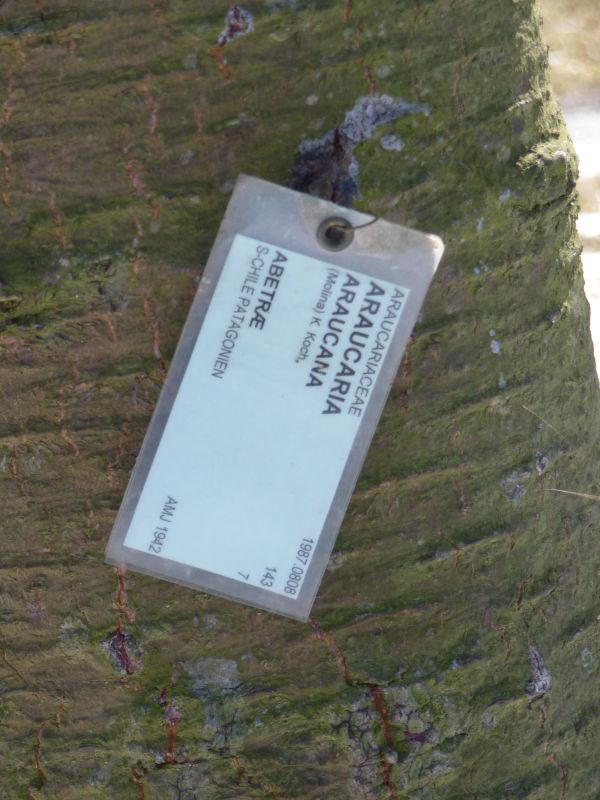 ARAUCARIACEAE 1987.0808
ARAUCARIA 143
ARAUCANA 7
(Molina) K. Koch.
ABETRÆ
S-CHILE PATAGONIEN
AMJ 1942